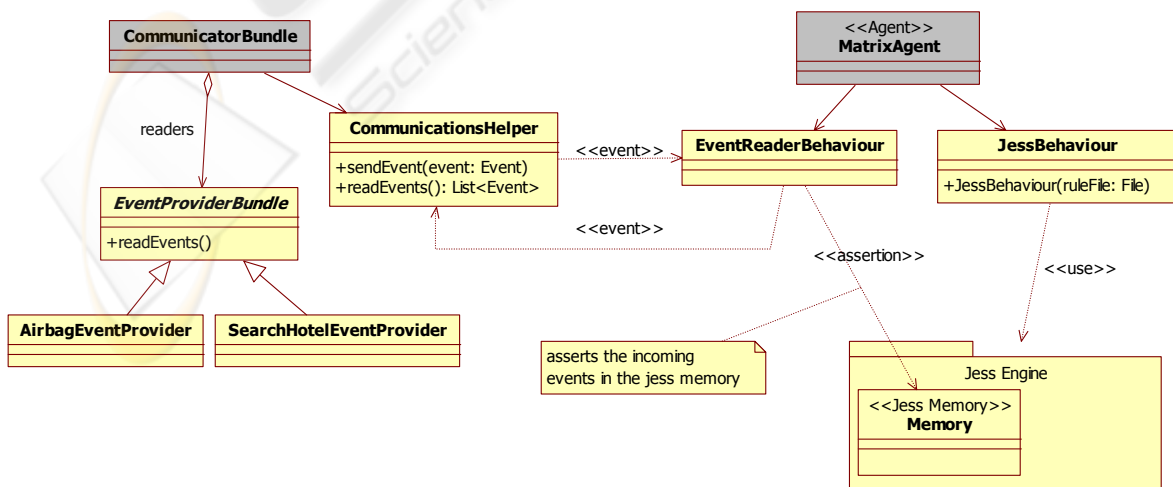 CommunicatorBundle
<<Agent>>
MatrixAgent
readers
CommunicationsHelper
+sendEvent(event: Event)
+readEvents(): List<Event>
<<event>>
EventReaderBehaviour
JessBehaviour
+JessBehaviour(ruleFile: File)
EventProviderBundle
+readEvents()
<<event>>
<<assertion>>
<<use>>
AirbagEventProvider
SearchHotelEventProvider
asserts the incoming
events in the jess memory
Jess Engine
<<Jess Memory>>
Memory